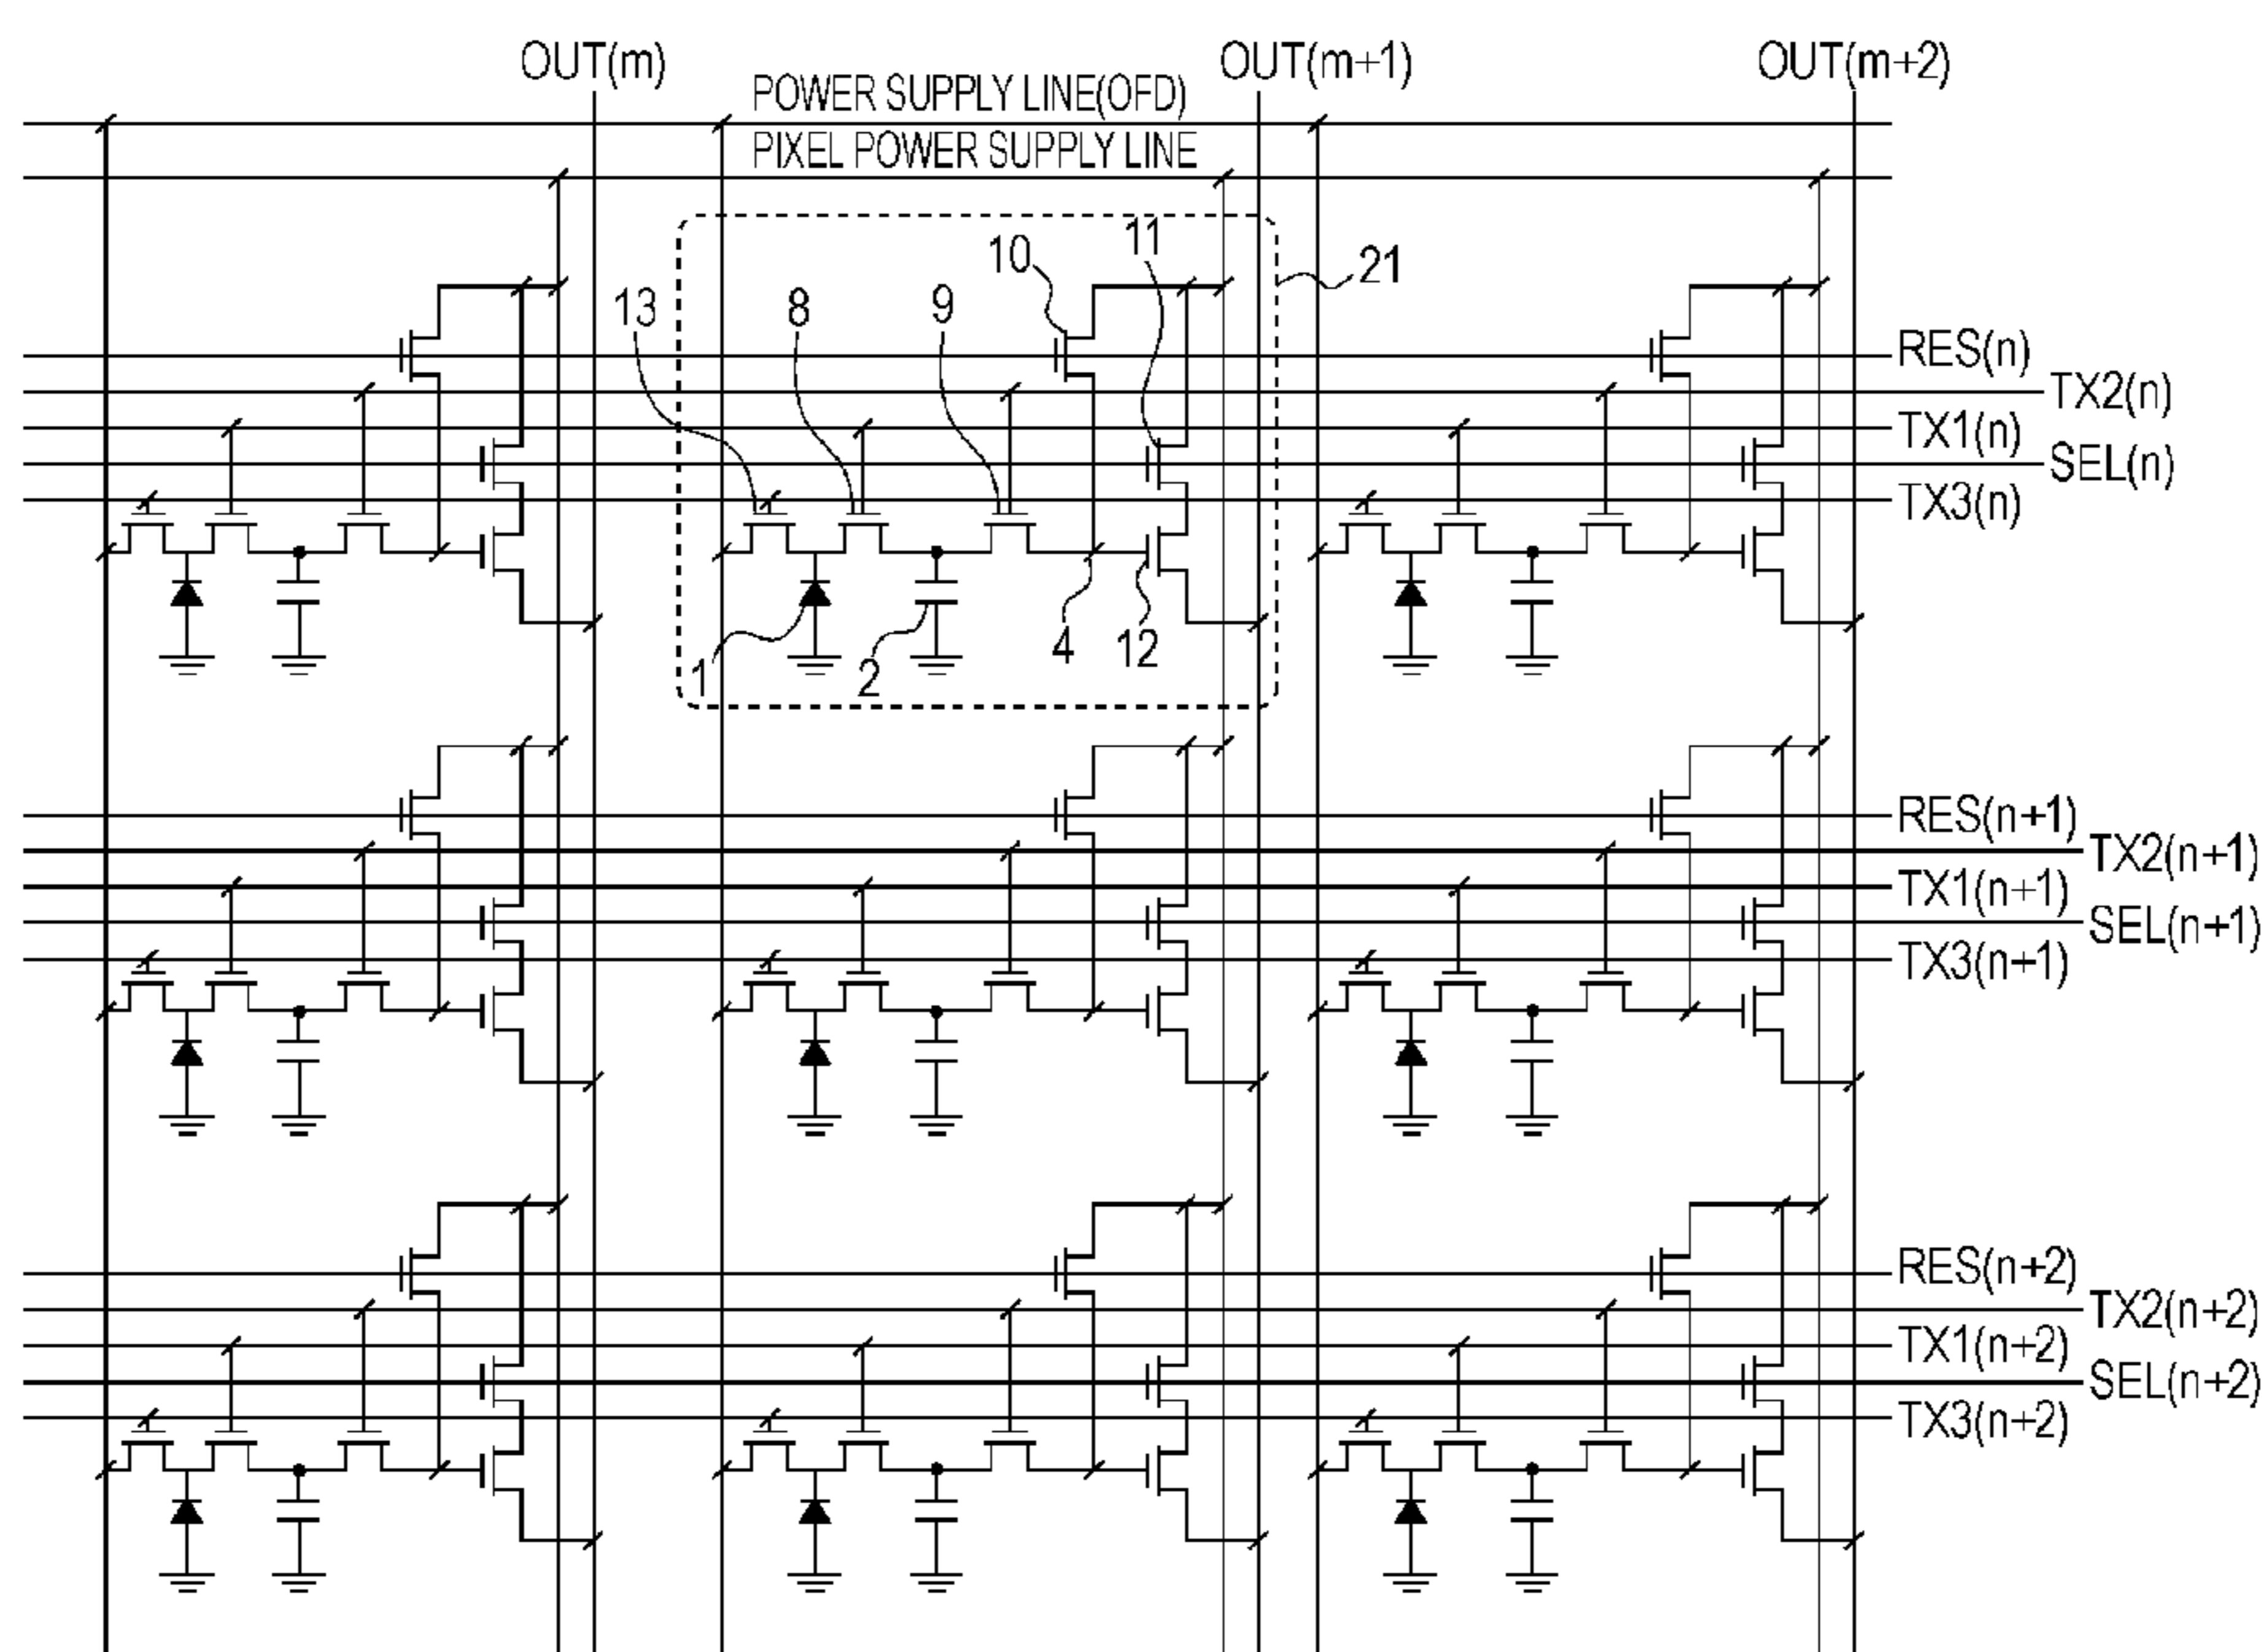 OUT(m)
OUT(m+1)
OUT(m+2)
POWER SUPPLY LINE(OFD)
PIXEL POWER SUPPLY LINE
11
10
21
13
8
9
RES(n)
TX2(n)
TX1(n)
SEL(n)
TX3(n)
1
2
4
12
RES(n+1)
TX2(n+1)
TX1(n+1)
SEL(n+1)
TX3(n+1)
RES(n+2)
TX2(n+2)
TX1(n+2)
SEL(n+2)
TX3(n+2)